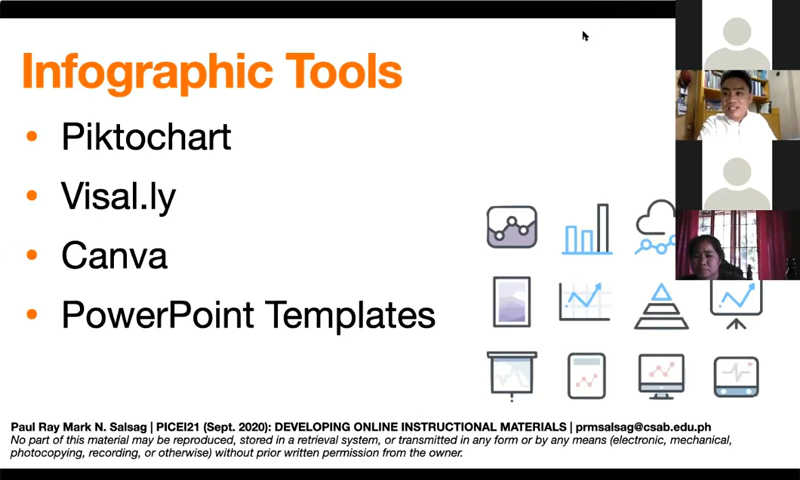 Infographic Tools
• Piktochart
• Visal.ly
• Canva
• PowerPoint Templates
Paul Ray Mark N. Salsag | PICEI21 (Sept. 2020): DEVELOPING ONLINE INSTRUCTIONAL MATERIALS | prmsalsag@csab.edu.ph
No part of this material may be reproduced, stored in a retrieval system, or transmitted in any form or by any means (electronic, mechanical,
photocopying, recording, or otherwise) without prior written permission from the owner.